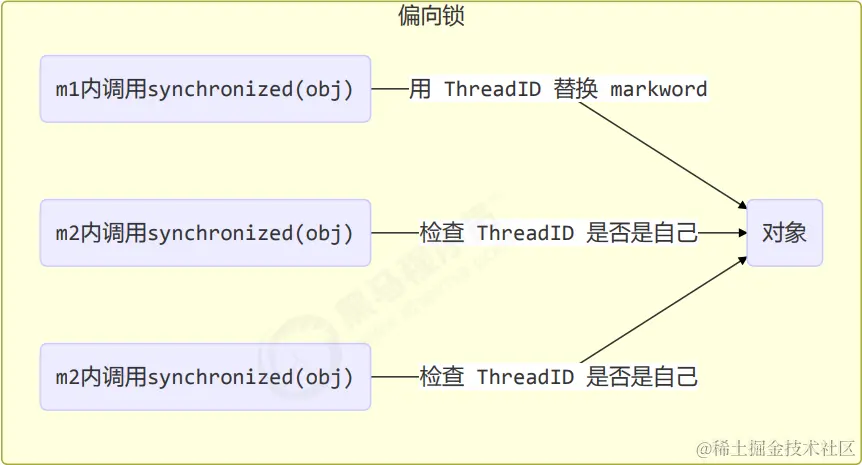 偏向锁
m1内调用synchronized(obj)
用 ThreadID 替换 markword
m2内调用synchronized(obj)
检查 ThreadID 是否是自己
对象
m2内调用synchronized(obj)
检查 ThreadID 是否是自己
@稀土掘金技术社区